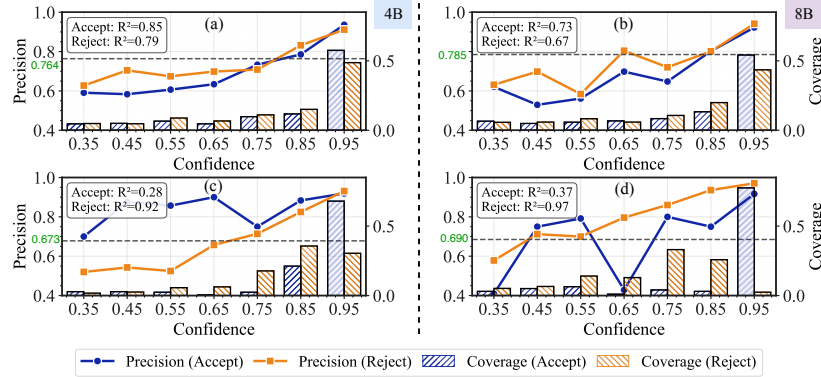 4B
8B
(a)
Accept: R²=0.85
Reject: R²=0.79
Precision
1.0
0.8
0.764
0.6
0.4
0.5
0.0
0.35 0.45 0.55 0.65 0.75 0.85 0.95
Confidence
(b)
Accept: R²=0.73
Reject: R²=0.67
1.0
0.785
0.6
0.4
0.5
0.0
Coverage
0.35 0.45 0.55 0.65 0.75 0.85 0.95
Confidence
(c)
Accept: R²=0.28
Reject: R²=0.92
Precision
1.0
0.8
0.673
0.6
0.4
0.5
0.0
0.35 0.45 0.55 0.65 0.75 0.85 0.95
Confidence
(d)
Accept: R²=0.37
Reject: R²=0.97
1.0
0.8
0.690
0.6
0.4
0.5
0.0
Coverage
0.35 0.45 0.55 0.65 0.75 0.85 0.95
Confidence
Precision (Accept) Precision (Reject) Coverage (Accept) Coverage (Reject)